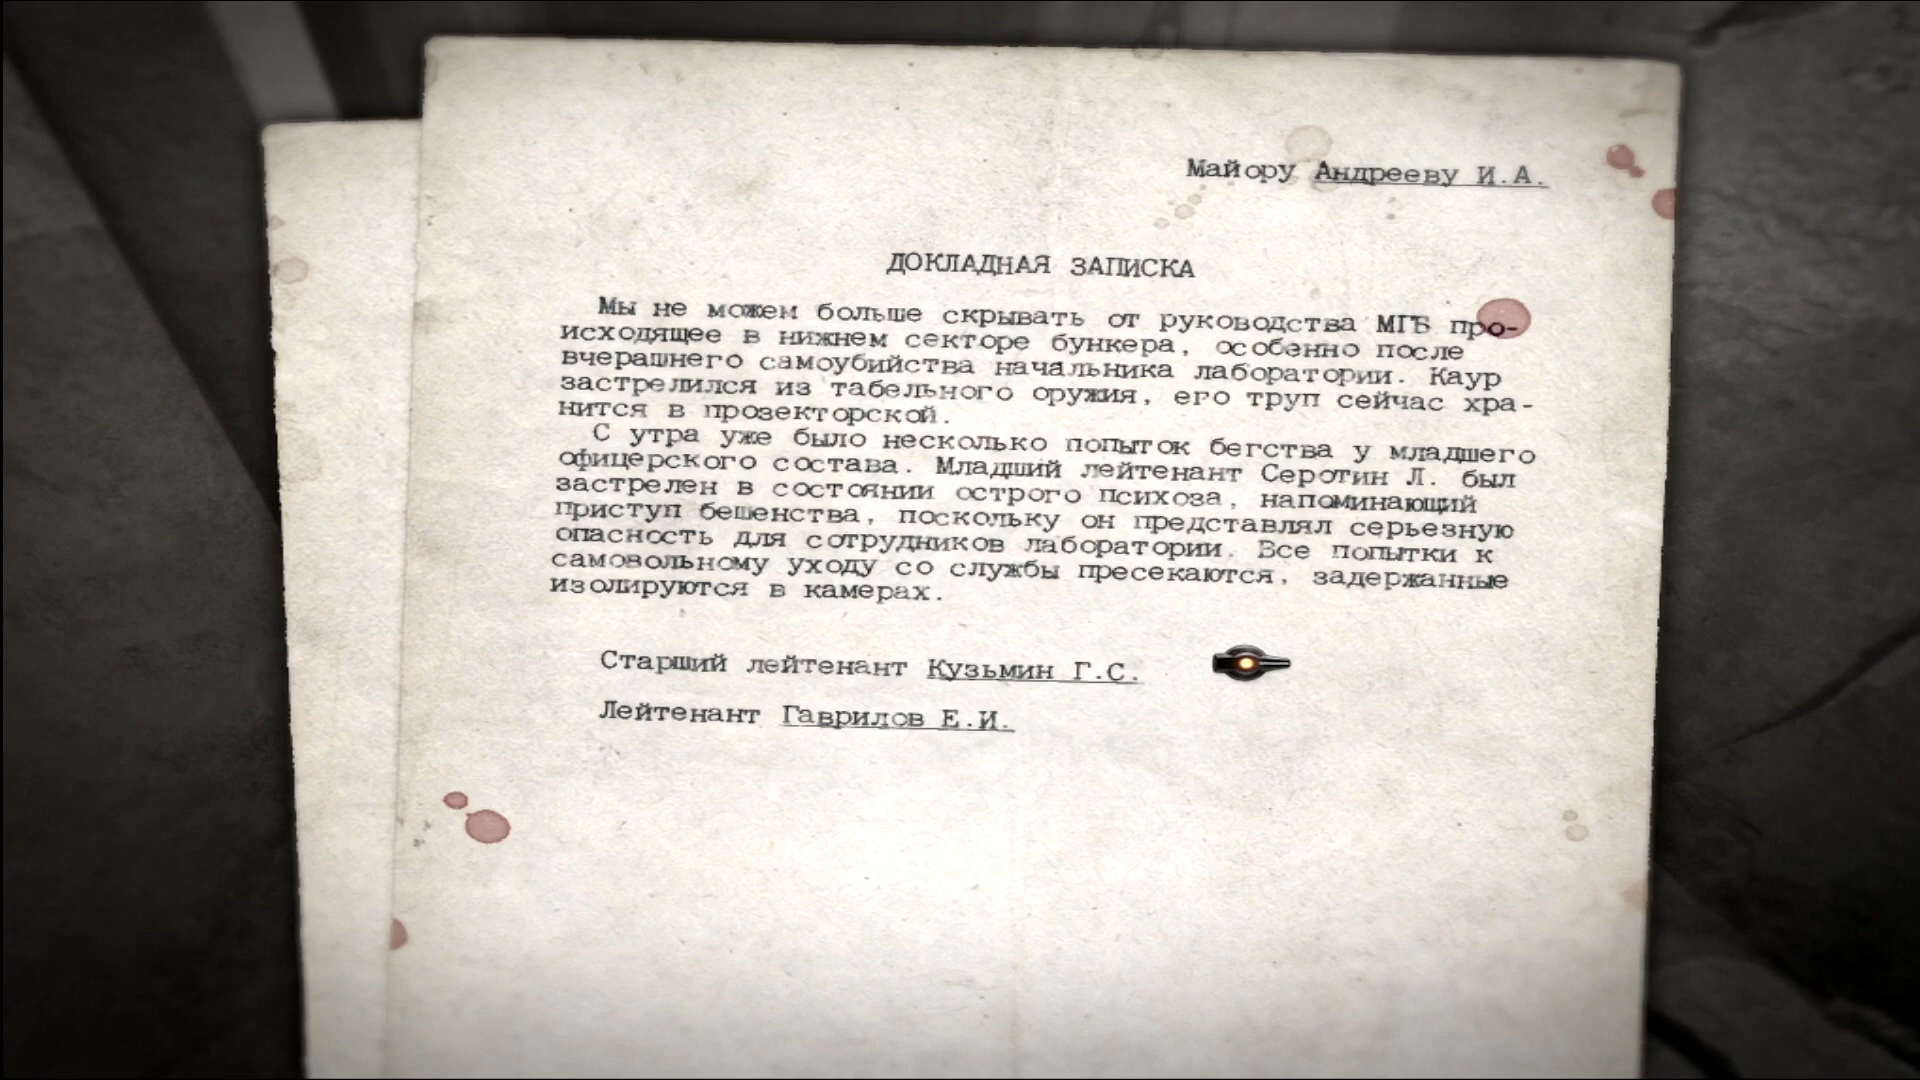 Майору Андрееву И.А.
ДОКЛАДНАЯ ЗАПИСКА
Мы не можем больше скрывать от руководства МГБ про-
исходящее в нижнем секторе бункера, особенно после
вчерашнего самоубийства начальника лаборатории. Каур
застрелился из табельного оружия, его труп сейчас хра-
нится в прозекторской.
С утра уже было несколько попыток бегства у младшего
офицерского состава. Младший лейтенант Серотин Л. был
застрелен в состоянии острого психоза, напоминающий
приступ бешенства, поскольку он представлял серьезную
опасность для сотрудников лаборатории. Все попытки к
самовольному уходу со службы пресекаются, задержанные
изолируются в камерах.
Старший лейтенант Кузьмин Г.С.
Лейтенант Гаврилов Е.И.